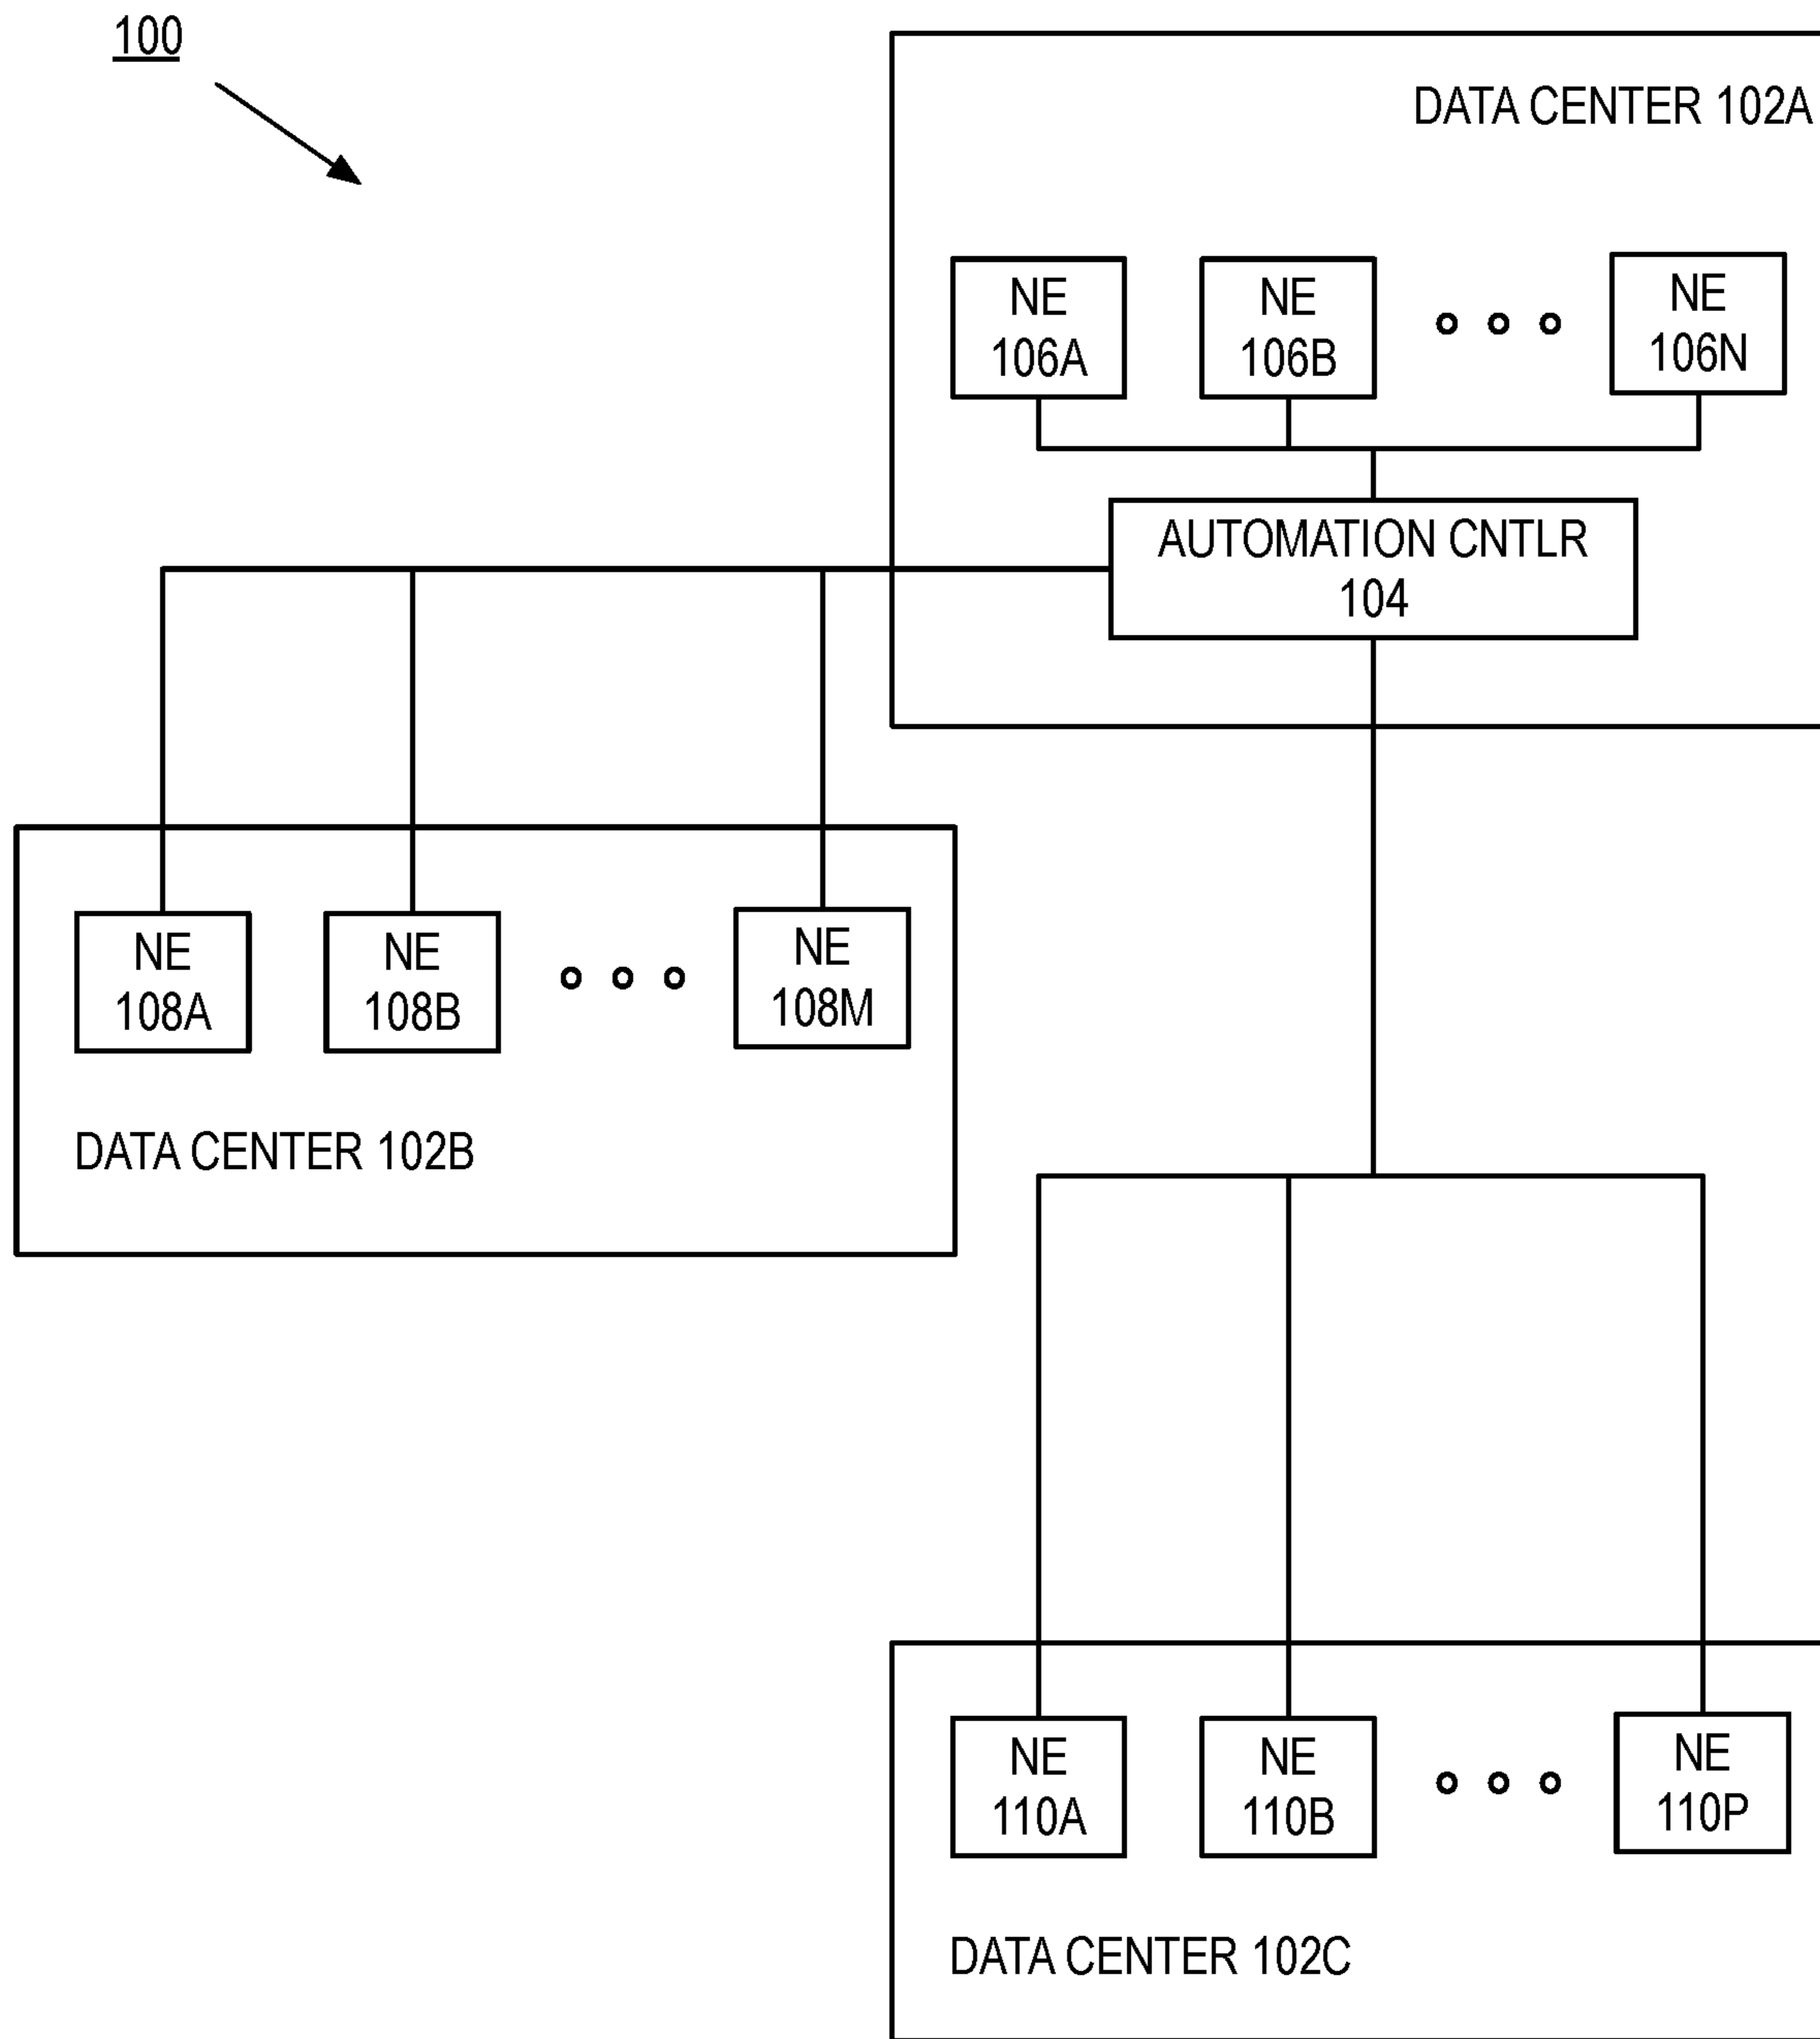 100
DATA CENTER 102A
NE
106A
NE
106B
NE
106N
AUTOMATION CNTLR
104
NE
108A
NE
108B
NE
108M
DATA CENTER 102B
NE
110A
NE
110B
NE
110P
DATA CENTER 102C